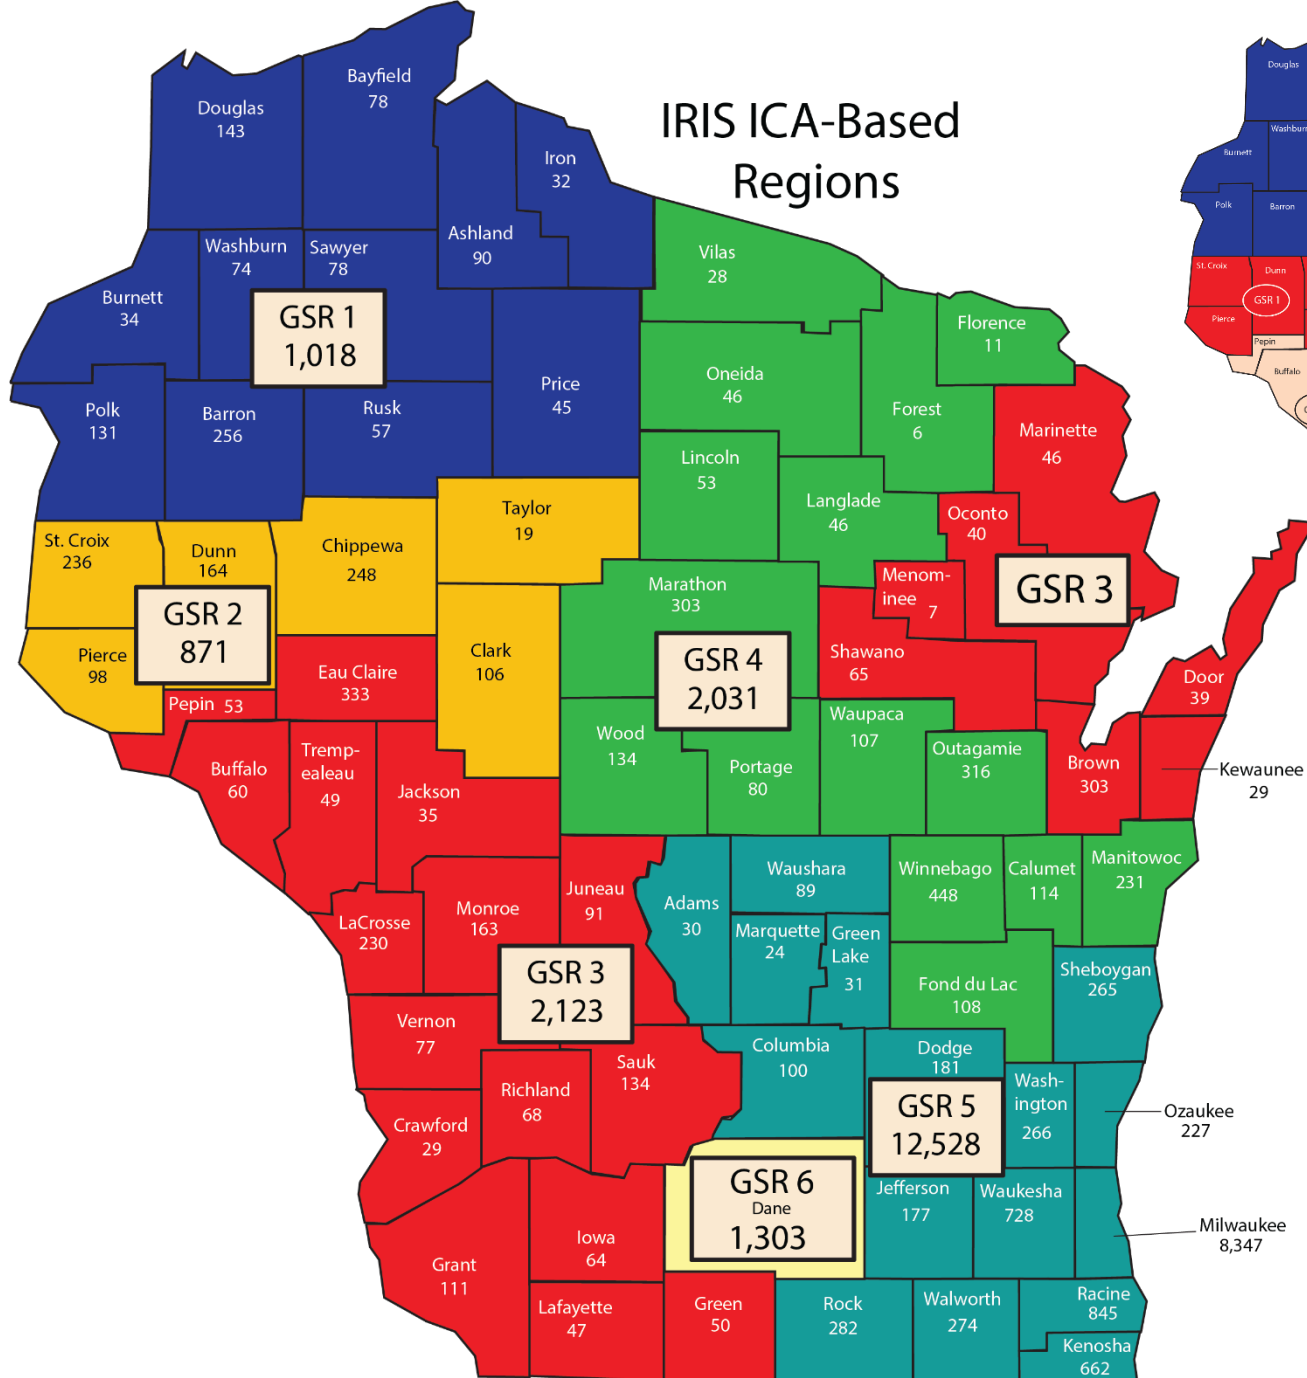 IRIS ICA-Based
Regions
Douglas
143
Bayfield
78
Iron
32
Ashland
90
Washburn
74
Sawyer
78
Burnett
34
GSR 1
1,018
Polk
131
Barron
256
Rusk
57
Price
45
Vilas
28
Florence
11
Oneida
46
Forest
6
Marinette
46
Lincoln
53
Langlade
46
Oconto
40
Taylor
19
St. Croix
236
Dunn
164
Chippewa
248
GSR 2
871
Pierce
98
Clark
106
Marathon
303
Menom-
inee 7
GSR 3
Shawano
65
GSR 4
2,031
Eau Claire
333
Pepin 53
Door
39
Buffalo
60
Tremp-
ealeau
49
Jackson
35
Wood
134
Portage
80
Waupaca
107
Outagamie
316
Brown
303
Kewaunee
29
LaCrosse
230
Monroe
163
Juneau
91
Adams
30
Waushara
89
Marquette
24
Green
Lake
31
Winnebago
448
Calumet
114
Manitowoc
231
Fond du Lac
108
Sheboygan
265
GSR 3
2,123
Vernon
77
Richland
68
Sauk
134
Columbia
100
Dodge
181
Wash-
ington
266
Ozaukee
227
GSR 5
12,528
Crawford
29
GSR 6
Dane
1,303
Jefferson
177
Waukesha
728
Milwaukee
8,347
Grant
111
Iowa
64
Lafayette
47
Green
50
Rock
282
Walworth
274
Racine
845
Kenosha
662
Douglas
Washburn
Burnett
Polk
Barron
St. Croix
Dunn
GSR 1
Pierce
Pepin
Buffalo